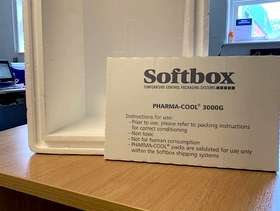 Softbox
TEMPERATURE CONTROL PACKAGING SYSTEMS
PHARMA-COOL® 3000G
Instructions for use:
- Prior to use, please refer to packing instructions
for correct conditioning
- Non toxic
- Not for human consumption
- PHARMA-COOL® packs are validated for use only
within the Softbox shipping systems